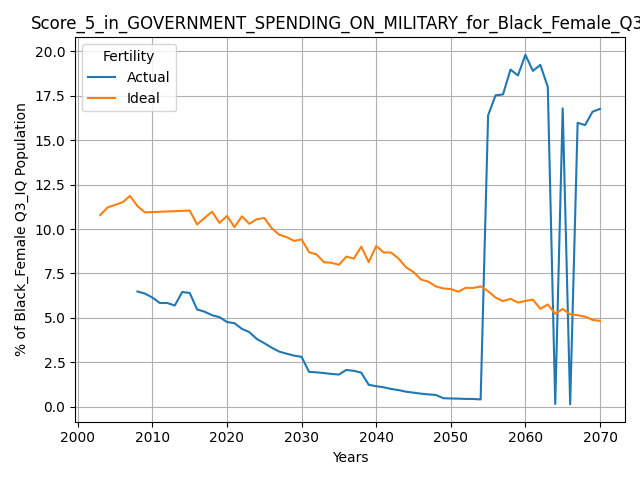 Score_5_in_GOVERNMENT_SPENDING_ON_MILITARY_for_Black_Female_Q3
Fertility
Actual
Ideal
% of Black_Female Q3_IQ Population
20.0
17.5
15.0
12.5
10.0
7.5
5.0
2.5
0.0
2000 2010 2020 2030 2040 2050 2060 2070
Years